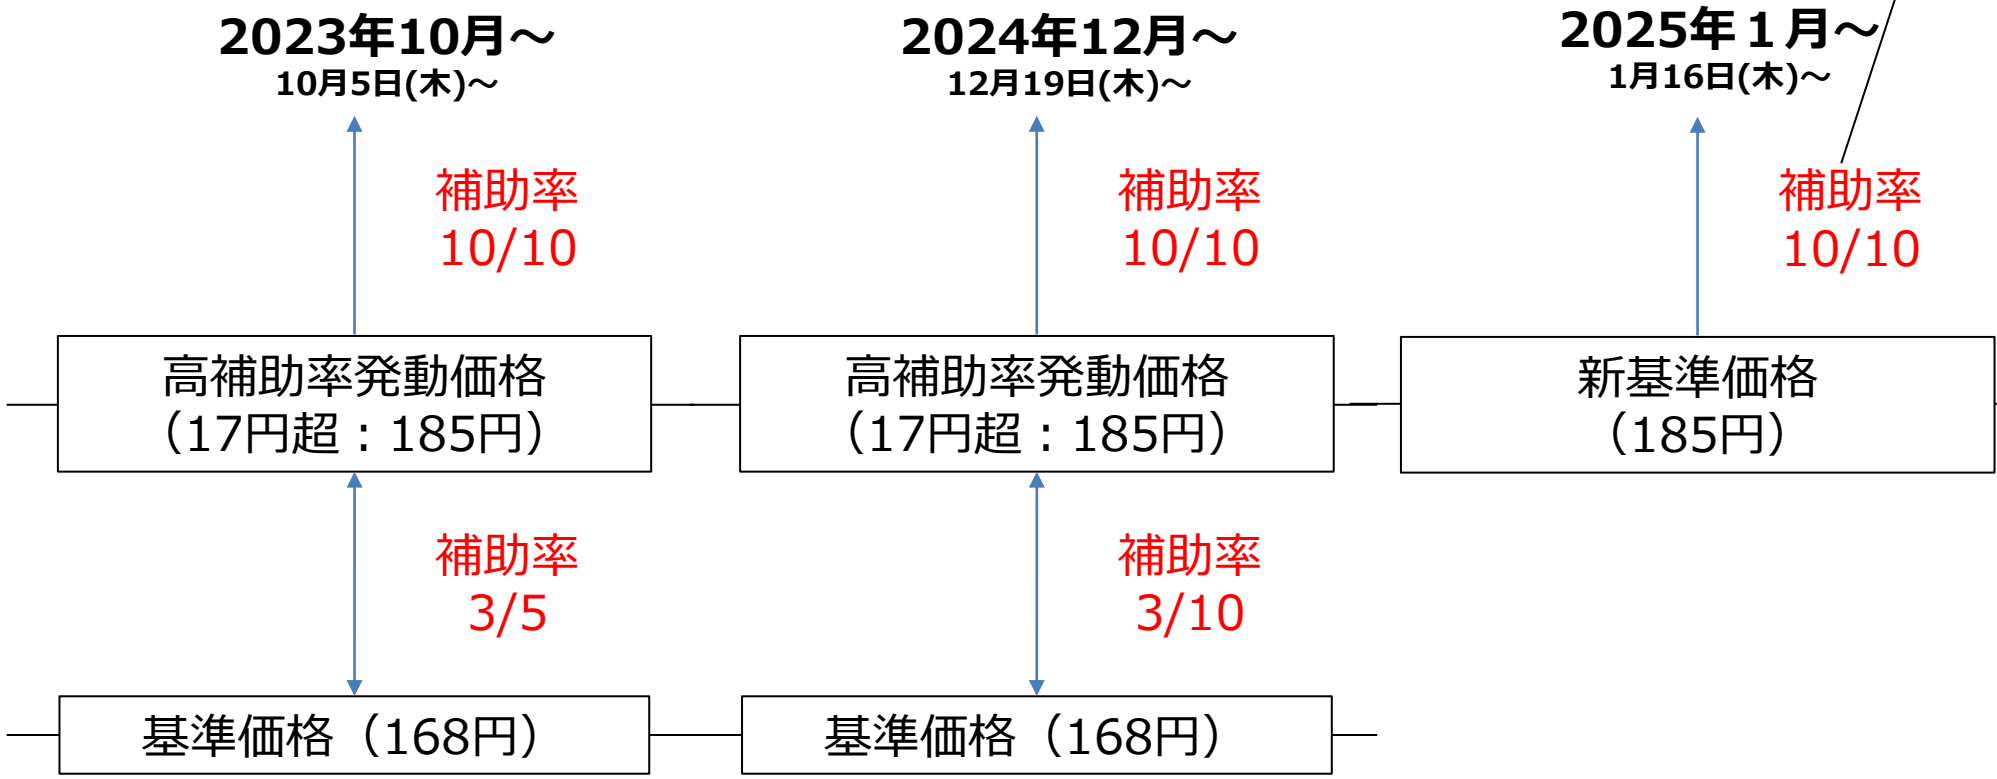 2023年10月～
10月5日(木)～
補助率
10/10
高補助率発動価格
（17円超：185円）
補助率
3/5
基準価格（168円）
2024年12月～
12月19日(木)～
補助率
10/10
高補助率発動価格
（17円超：185円）
補助率
3/10
基準価格（168円）
2025年１月～
1月16日(木)～
補助率
10/10
新基準価格
（185円）